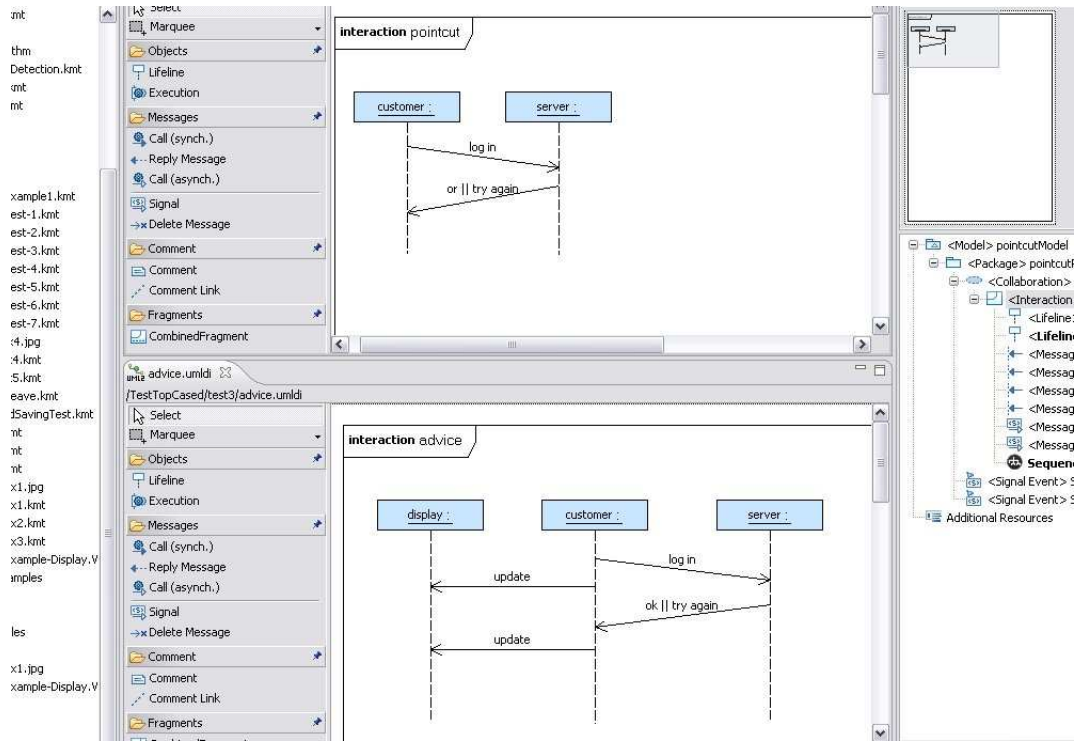 kmt
thm
Detection.kmt
kmt
mt
xample1.kmt
est-1.kmt
est-2.kmt
est-3.kmt
est-4.kmt
est-5.kmt
est-6.kmt
est-7.kmt
:4.jpg
:4.kmt
:5.kmt
eave.kmt
dSavingTest.kmt
mt
mt
mt
x1.jpg
x1.kmt
x2.kmt
x3.kmt
xample-Display.V
amples
les
x1.jpg
xample-Display.V
Select
Marquee
Objects
Lifeline
Execution
Messages
Call (synch.)
Reply Message
Call (asynch.)
Signal
Delete Message
Comment
Comment
Comment Link
Fragments
CombinedFragment
interaction pointcut
customer :
server :
log in
or || try again
advice.umldi
/TestTopCased/test3/advice.umldi
Select
Marquee
Objects
Lifeline
Execution
Messages
Call (synch.)
Reply Message
Call (asynch.)
Signal
Delete Message
Comment
Comment
Comment Link
Fragments
interaction advice
display :
customer :
server :
log in
update
ok || try again
update
<Model> pointcutModel
<Package> pointcutP
<Collaboration>
<Interaction
<Lifeline:
<Lifeline
<Messag
<Messag
<Messag
<Messag
<Messag
<Messag
Sequenc
<Signal Event> S
<Signal Event> S
Additional Resources